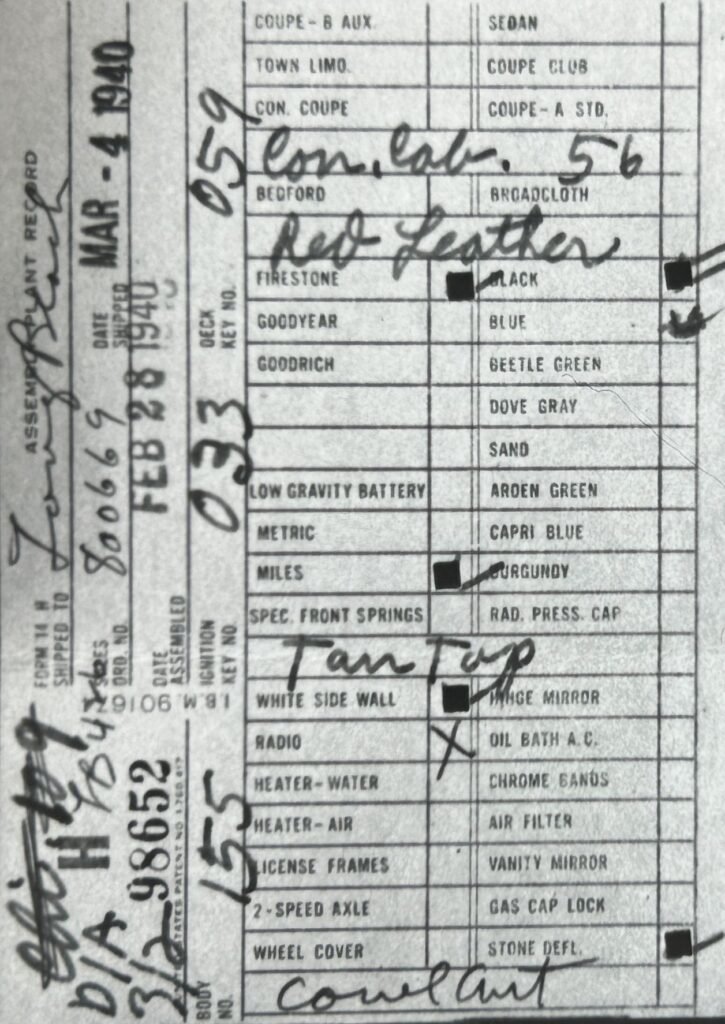 ASSEMBLY PLANT RECORD
FORM 14 H
SHIPPED TO Long Beach
SALES ORD. NO. 800669
DATE SHIPPED MAR - 4 1940
DATE ASSEMBLED FEB 28 1940
IGNITION KEY NO. 033
DECK KEY NO. 059
H
b/A
98652
BODY NO. 155
COUPE - B AUX. SEDAN
TOWN LIMO. COUPE CLUB
CON. COUPE COUPE - A STD.
Con. Cab. 56
BEDFORD BROADCLOTH
Red Leather
FIRESTONE BLACK
GOODYEAR BLUE
GOODRICH BEETLE GREEN
DOVE GRAY
SAND
LOW GRAVITY BATTERY ARDEN GREEN
METRIC CAPRI BLUE
MILES BURGUNDY
SPEC. FRONT SPRINGS RAD. PRESS. CAP
Tan Top
WHITE SIDE WALL HINGE MIRROR
RADIO X OIL BATH A.C.
HEATER - WATER CHROME BANDS
HEATER - AIR AIR FILTER
LICENSE FRAMES VANITY MIRROR
2 - SPEED AXLE GAS CAP LOCK
WHEEL COVER STONE DEFL.